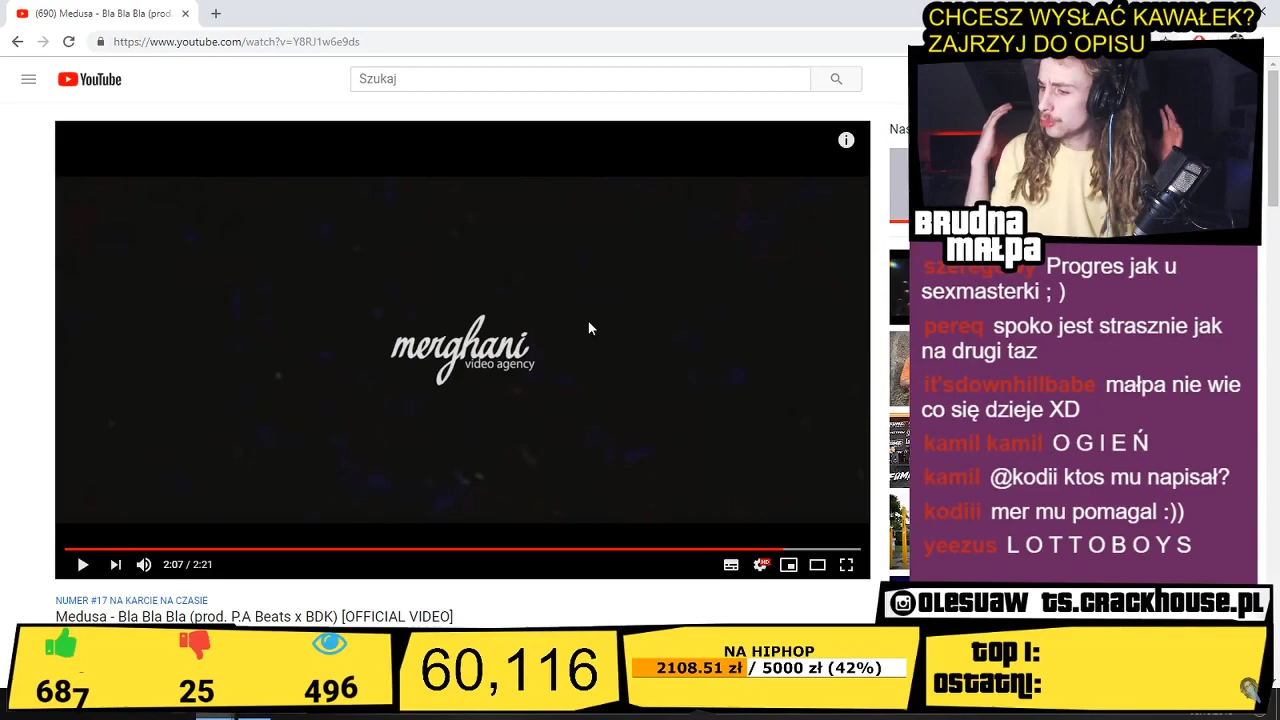 (690) Medusa - Bla Bla Bla (prod.
https://www.youtube.com/watch?v=YXRJ1w6e9ds
YouTube
Szukaj
Nas
merghani
video agency
2:07 / 2:21
HD
NUMER #17 NA KARCIE NA CZASIE
Medusa - Bla Bla Bla (prod. P.A Beats x BDK) [OFFICIAL VIDEO]
CHCESZ WYSŁAĆ KAWAŁEK?
ZAJRZYJ DO OPISU
BRUDNA
MAŁPA
Progres jak u
sexmasterki ; )
pereq spoko jest strasznie jak
na drugi taz
it'sdownhillbabe małpa nie wie
co się dzieje XD
kamil kamil O G I E Ń
kamil @kodii ktos mu napisał?
kodiii mer mu pomagal :))
yeezus L O T T O B O Y S
OLESUAW TS.CRACKHOUSE.PL
687
25
496
60,116
NA HIPHOP
2108.51 zł / 5000 zł (42%)
TOP 1:
OSTATNI: